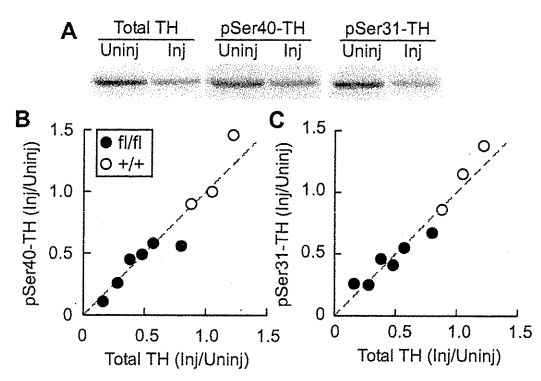 A
Total TH pSer40-TH pSer31-TH
Uninj Inj Uninj Inj Uninj Inj
B
1.5
1.0
0.5
0
0 0.5 1.0 1.5
pSer40-TH (Inj/Uninj)
Total TH (Inj/Uninj)
fl/fl
+/+
C
1.5
1.0
0.5
0
0 0.5 1.0 1.5
pSer31-TH (Inj/Uninj)
Total TH (Inj/Uninj)